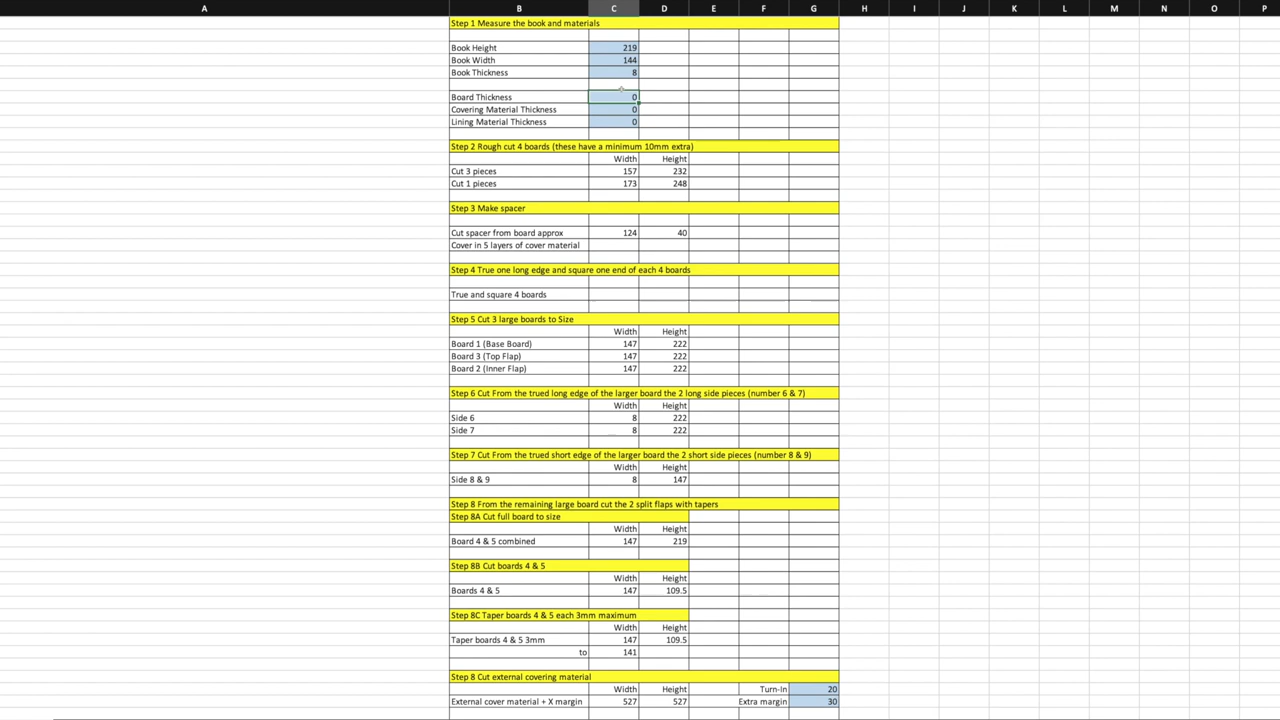 A B C D E F G H I J K L M N O P
Step 1 Measure the book and materials
Book Height 219
Book Width 144
Book Thickness 8
Board Thickness 0
Covering Material Thickness 0
Lining Material Thickness 0
Step 2 Rough cut 4 boards (these have a minimum 10mm extra)
Width Height
Cut 3 pieces 157 232
Cut 1 pieces 173 248
Step 3 Make spacer
Cut spacer from board approx 124 40
Cover in 5 layers of cover material
Step 4 True one long edge and square one end of each 4 boards
True and square 4 boards
Step 5 Cut 3 large boards to Size
Width Height
Board 1 (Base Board) 147 222
Board 3 (Top Flap) 147 222
Board 2 (Inner Flap) 147 222
Step 6 Cut From the trued long edge of the larger board the 2 long side pieces (number 6 & 7)
Width Height
Side 6 8 222
Side 7 8 222
Step 7 Cut From the trued short edge of the larger board the 2 short side pieces (number 8 & 9)
Width Height
Side 8 & 9 8 147
Step 8 From the remaining large board cut the 2 split flaps with tapers
Step 8A Cut full board to size
Width Height
Board 4 & 5 combined 147 219
Step 8B Cut boards 4 & 5
Width Height
Boards 4 & 5 147 109.5
Step 8C Taper boards 4 & 5 each 3mm maximum
Width Height
Taper boards 4 & 5 3mm 147 109.5
to 141
Step 8 Cut external covering material
Width Height Turn-In 20
External cover material + X margin 527 527 Extra margin 30